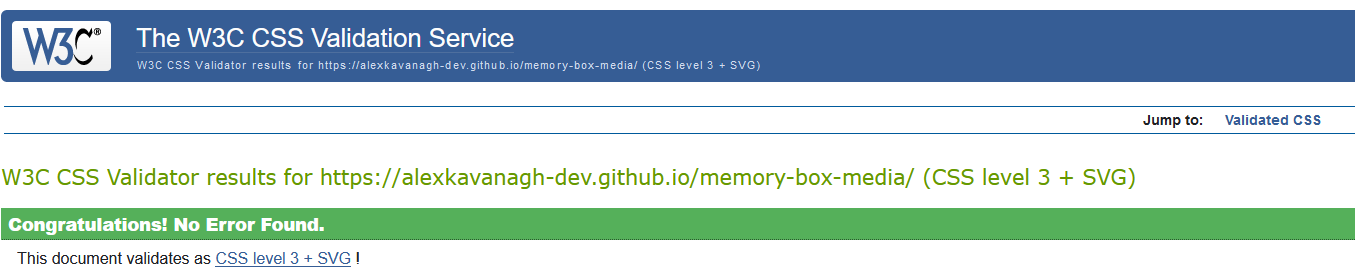 W3C® The W3C CSS Validation Service
W3C CSS Validator results for https://alexkavanagh-dev.github.io/memory-box-media/ (CSS level 3 + SVG)
Jump to: Validated CSS
W3C CSS Validator results for https://alexkavanagh-dev.github.io/memory-box-media/ (CSS level 3 + SVG)
Congratulations! No Error Found.
This document validates as CSS level 3 + SVG !